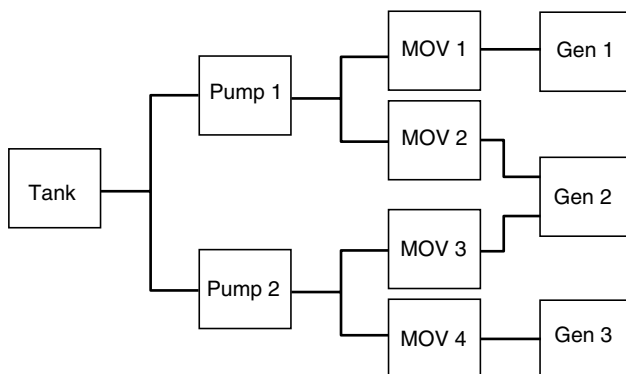 MOV 1
Gen 1
Pump 1
MOV 2
Tank
Gen 2
MOV 3
Pump 2
MOV 4
Gen 3